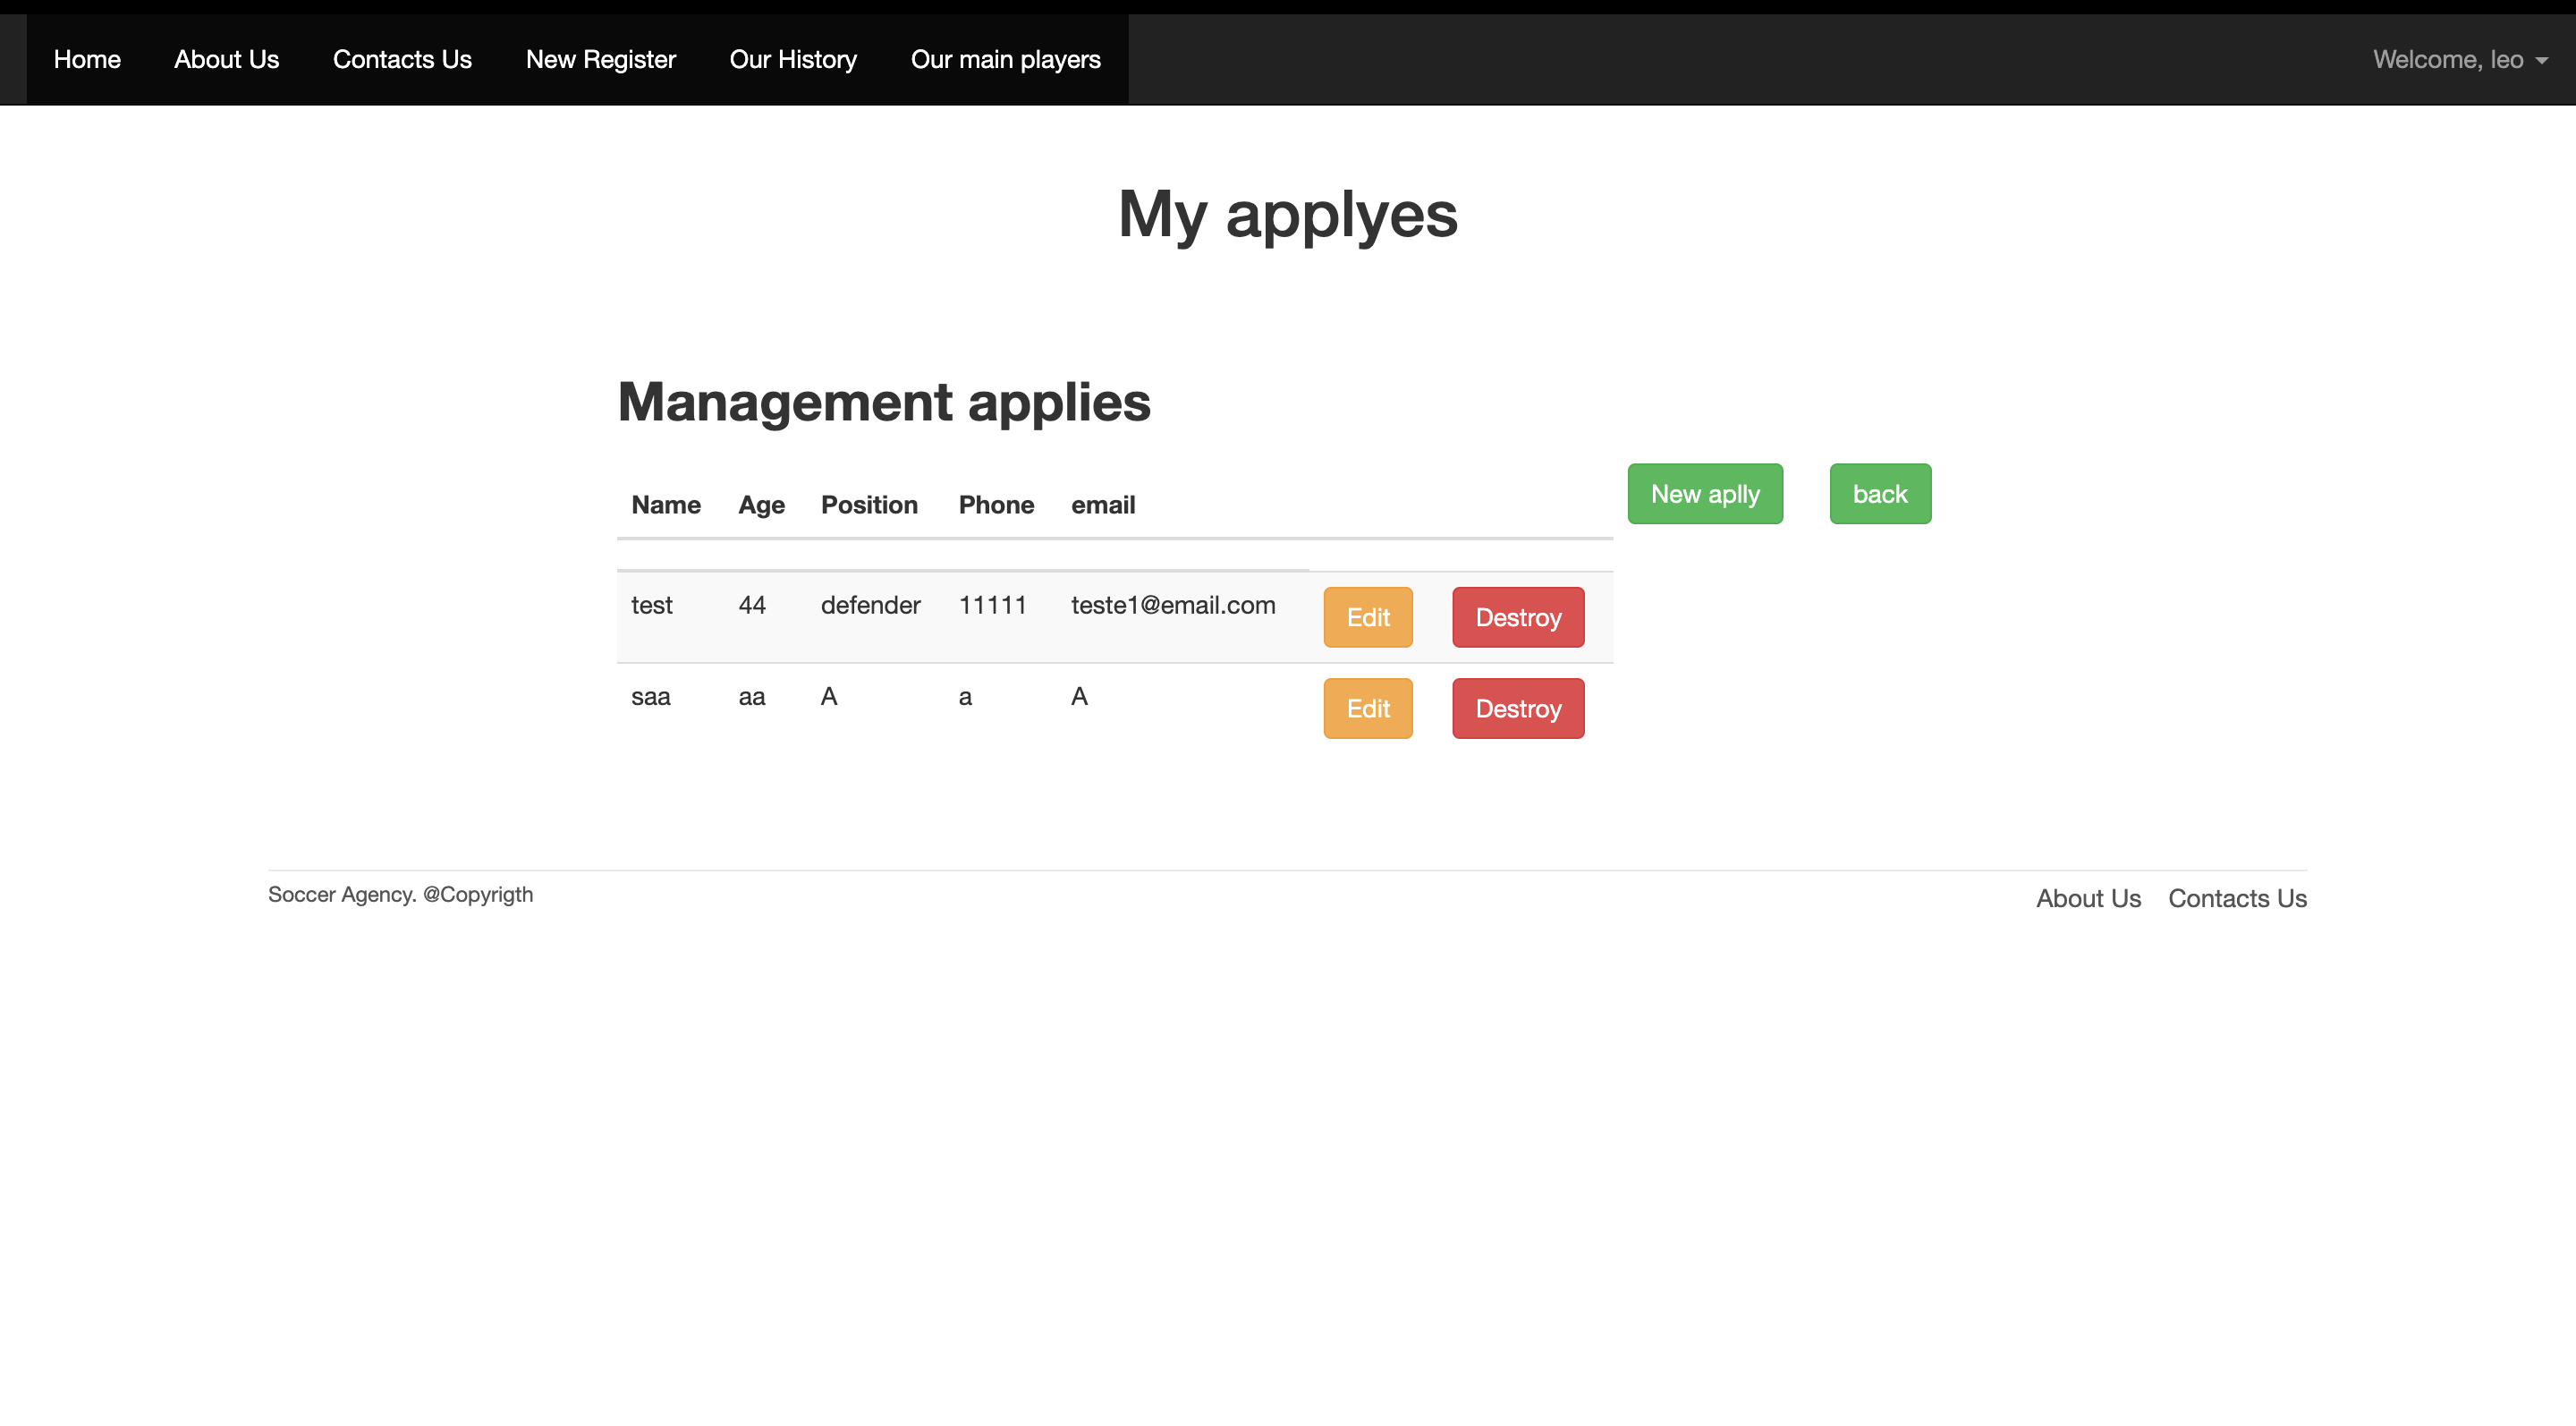 Home About Us Contacts Us New Register Our History Our main players Welcome, leo
My applyes
Management applies
Name Age Position Phone email New aplly back
test 44 defender 11111 teste1@email.com Edit Destroy
saa aa A a A Edit Destroy
Soccer Agency. @Copyrigth About Us Contacts Us